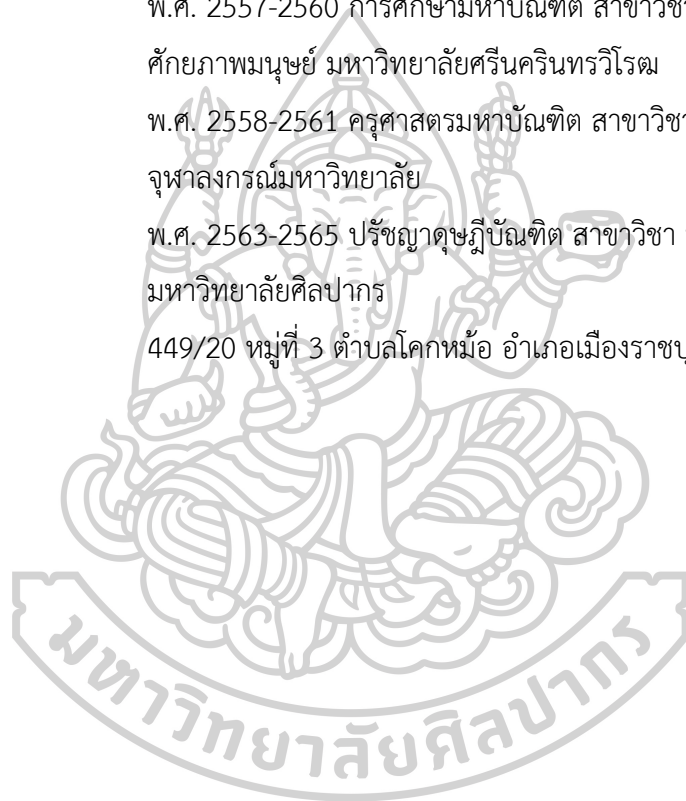 พ.ศ. 2557-2560 การศึกษามหาบัณฑิต สาขาวิชา
ศักยภาพมนุษย์ มหาวิทยาลัยศรีนครินทรวิโรฒ
พ.ศ. 2558-2561 ครุศาสตรมหาบัณฑิต สาขาวิชา
จุฬาลงกรณ์มหาวิทยาลัย
พ.ศ. 2563-2565 ปรัชญาดุษฎีบัณฑิต สาขาวิชา
มหาวิทยาลัยศิลปากร
449/20 หมู่ที่ 3 ตำบลโคกหม้อ อำเภอเมืองราชบุ
มหาวิทยาลัยศิลปากร